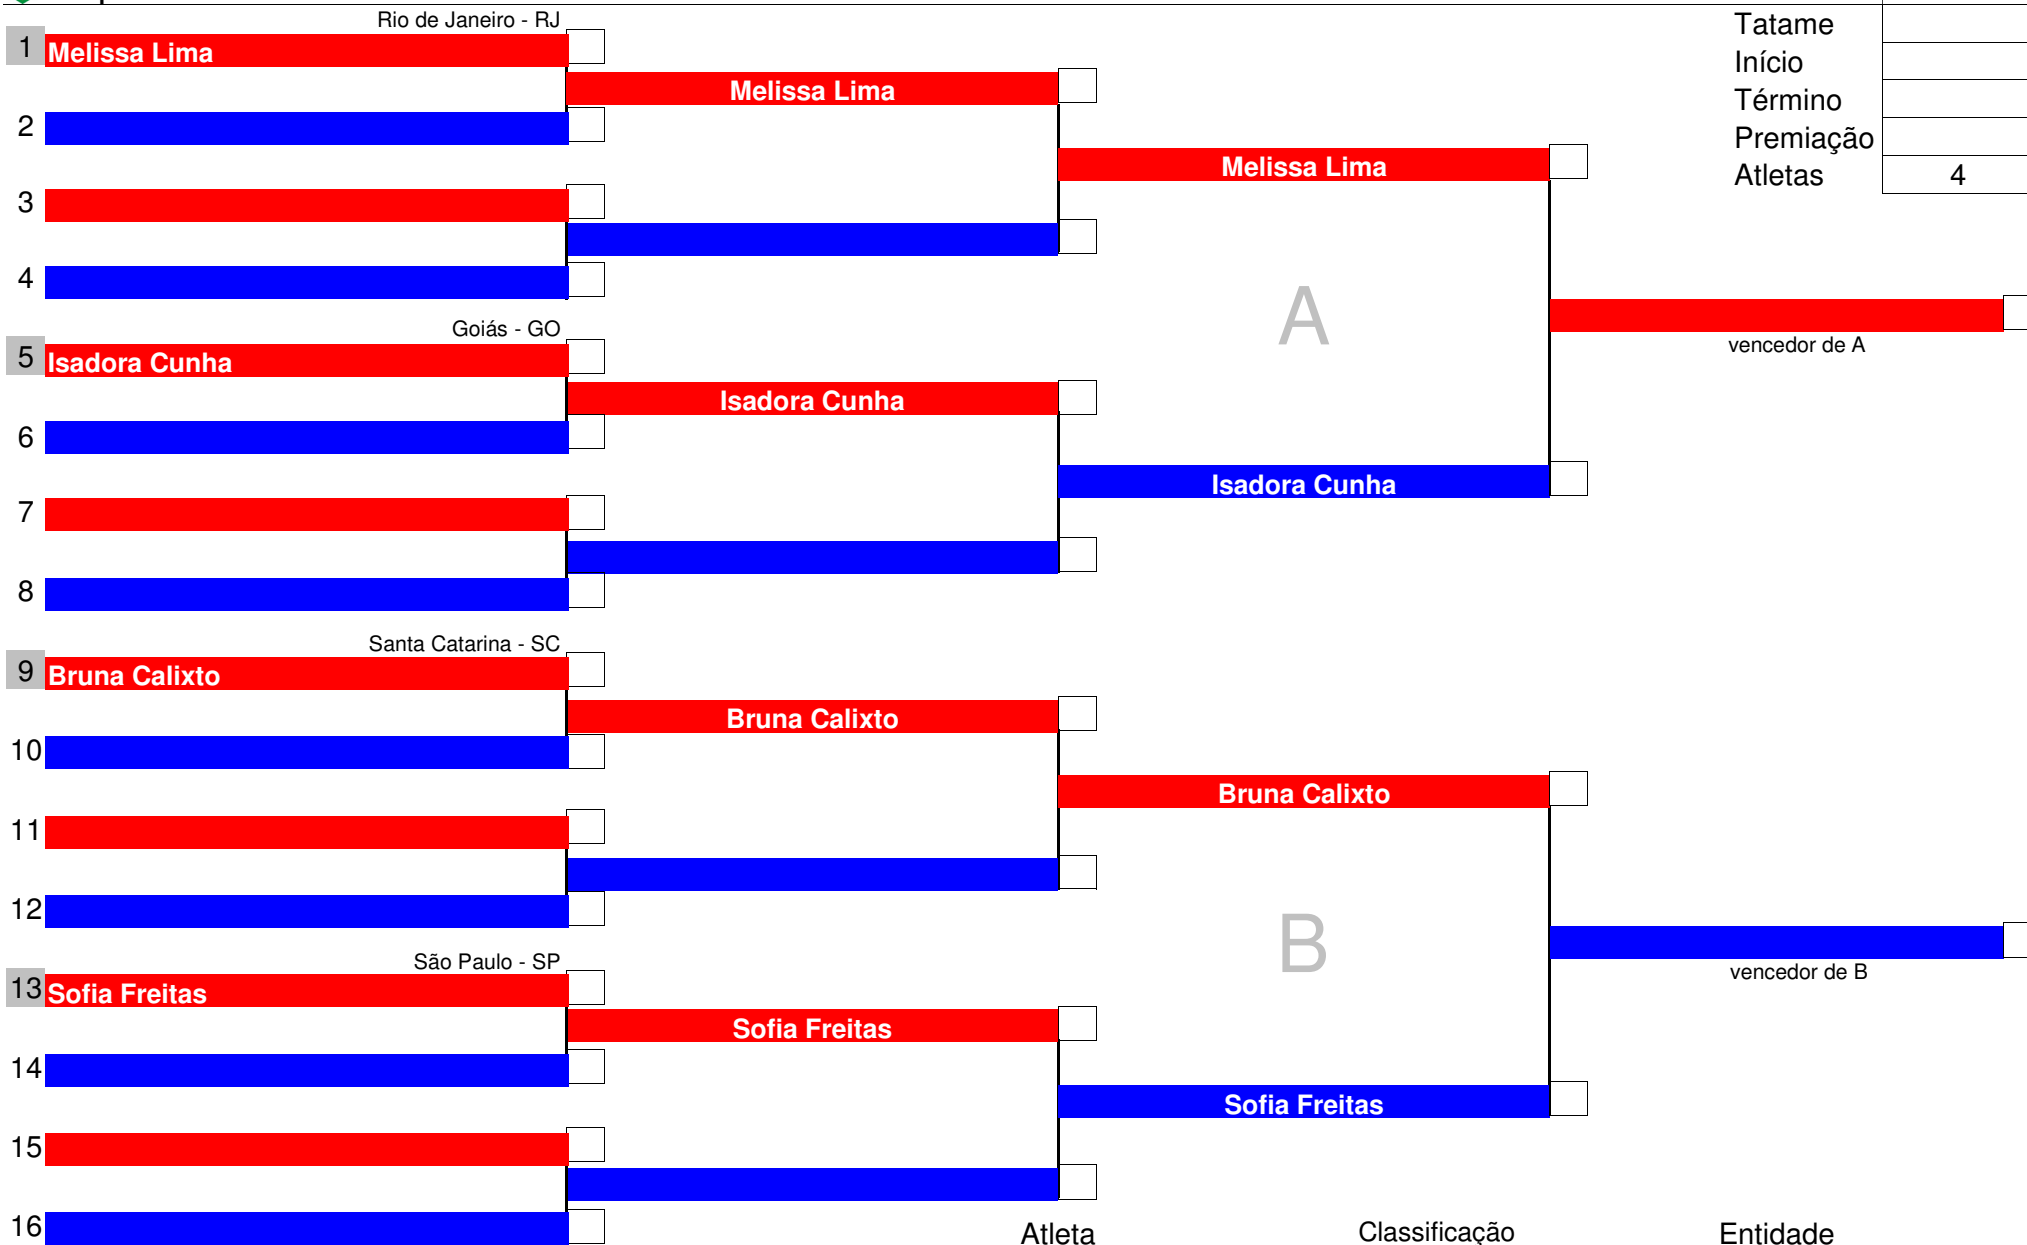 Rio de Janeiro - RJ
1 Melissa Lima
Melissa Lima
2
Melissa Lima
3
4
Goiás - GO
5 Isadora Cunha
Isadora Cunha
6
Isadora Cunha
7
8
A
vencedor de A
Tatame
Início
Término
Premiação
Atletas 4
Santa Catarina - SC
9 Bruna Calixto
Bruna Calixto
10
Bruna Calixto
11
12
São Paulo - SP
13 Sofia Freitas
Sofia Freitas
14
Sofia Freitas
15
16
B
vencedor de B
Atleta Classificação Entidade